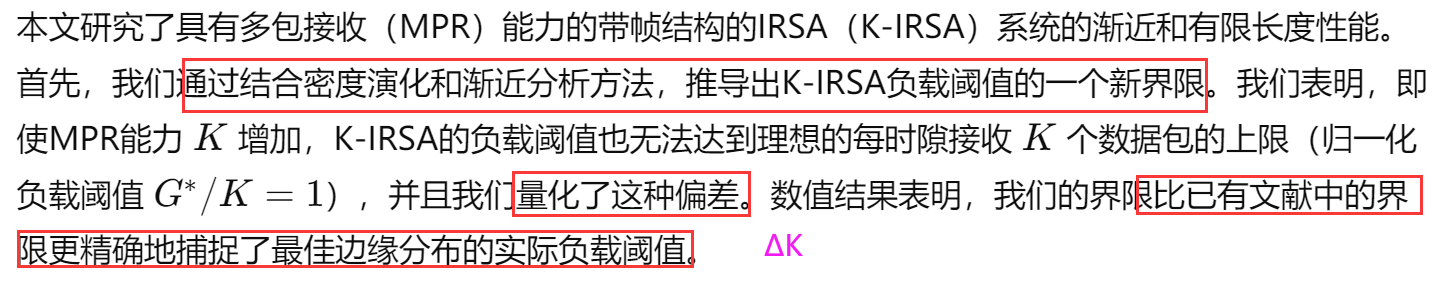 本文研究了具有多包接收（MPR）能力的带帧结构的IRSA（K-IRSA）系统的渐近和有限长度性能。
首先，我们通过结合密度演化和渐近分析方法，推导出K-IRSA负载阈值的一个新界限。我们表明，即
使MPR能力 K 增加，K-IRSA的负载阈值也无法达到理想的每时隙接收 K 个数据包的上限（归一化
负载阈值 G*/K = 1），并且我们量化了这种偏差。数值结果表明，我们的界限比已有文献中的界
限更精确地捕捉了最佳边缘分布的实际负载阈值。 ΔK